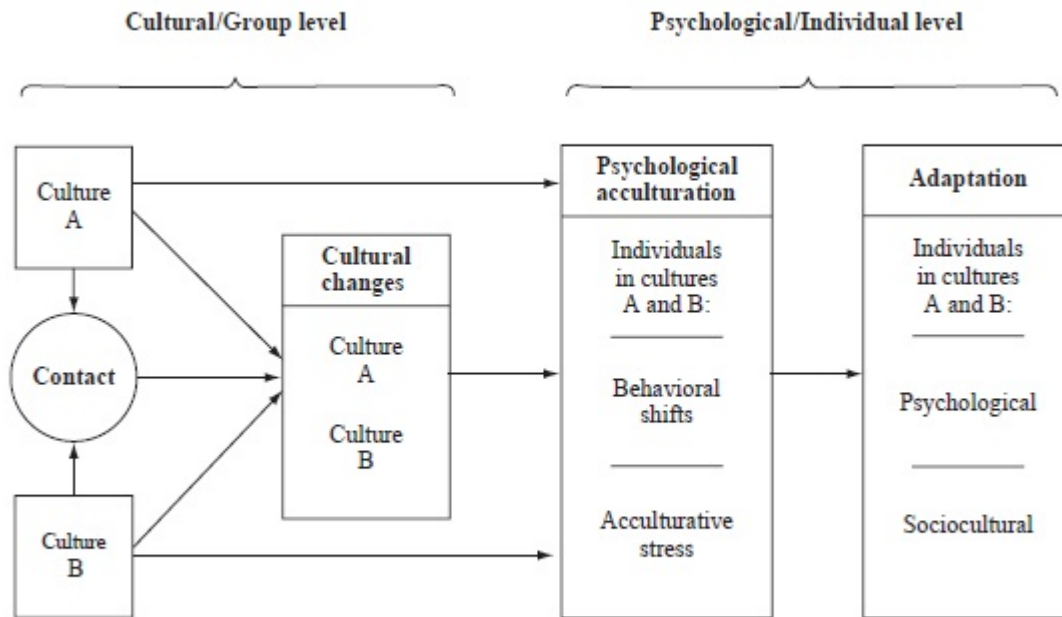 Cultural/Group level
Psychological/Individual level
Culture
A
Contact
Culture
B
Cultural
changes
Culture
A
Culture
B
Psychological
acculturation
Individuals
in cultures
A and B:
Behavioral
shifts
Acculturative
stress
Adaptation
Individuals
in cultures
A and B:
Psychological
Sociocultural